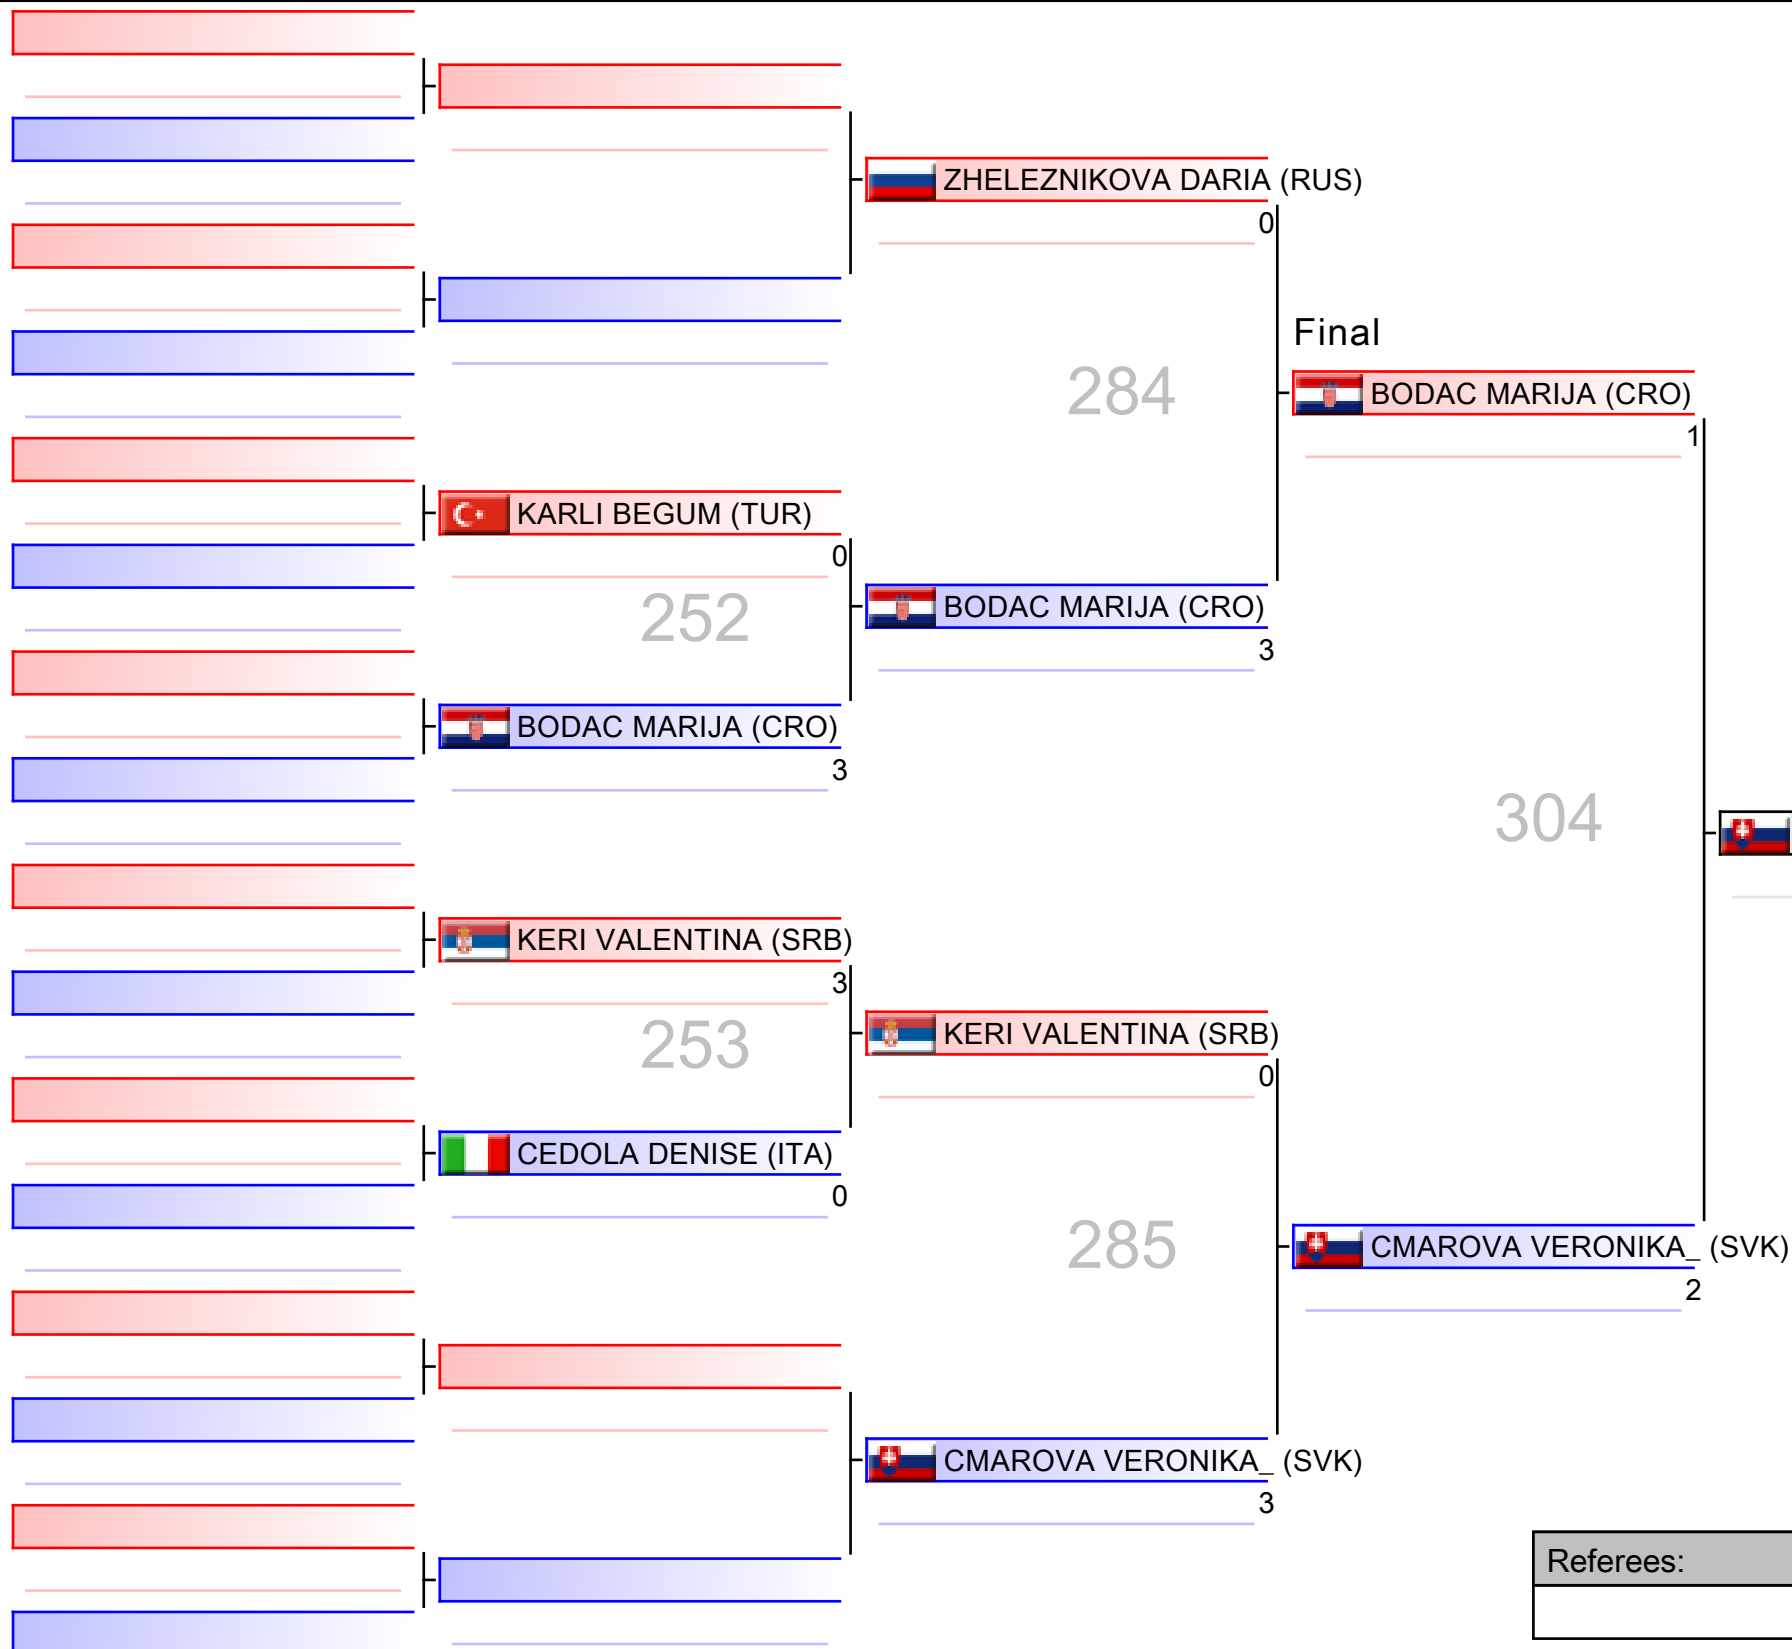 ZHELEZNIKOVA DARIA (RUS)
0
Final
284
BODAC MARIJA (CRO)
1
KARLI BEGUM (TUR)
0
252
BODAC MARIJA (CRO)
3
BODAC MARIJA (CRO)
3
304
KERI VALENTINA (SRB)
3
253
KERI VALENTINA (SRB)
0
CEDOLA DENISE (ITA)
0
285
CMAROVA VERONIKA_ (SVK)
2
CMAROVA VERONIKA_ (SVK)
3
Referees: